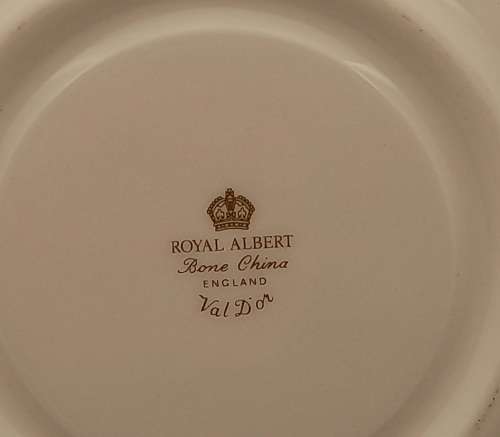 ROYAL ALBERT
Bone China
ENGLAND
Val D'or